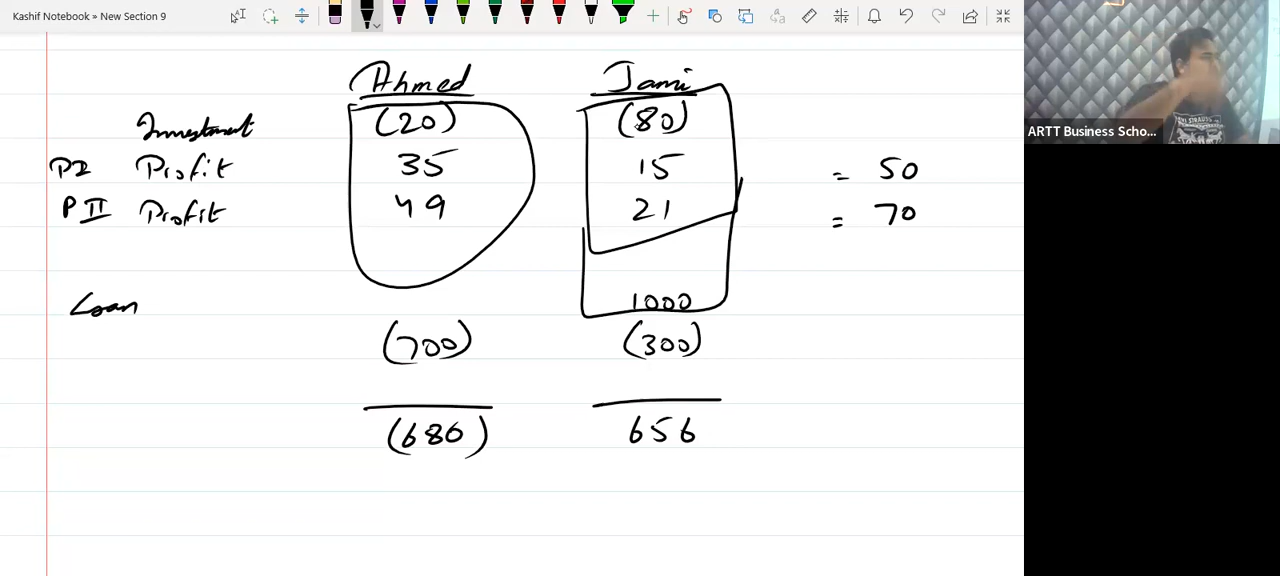 Kashif Notebook » New Section 9
Ahmed Jami
Investment (20) (80)
PI Profit 35 15 = 50
PII Profit 49 21 = 70
Loan 1000
(700) (300)
(680) 656
ARTT Business Scho...